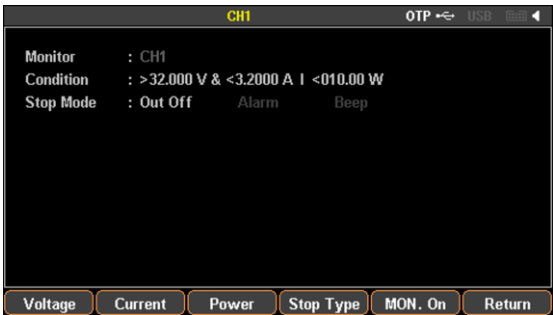 CH1 OTP USB
Monitor : CH1
Condition : >32.000 V & <3.2000 A | <010.00 W
Stop Mode : Out Off Alarm Beep
Voltage Current Power Stop Type MON. On Return